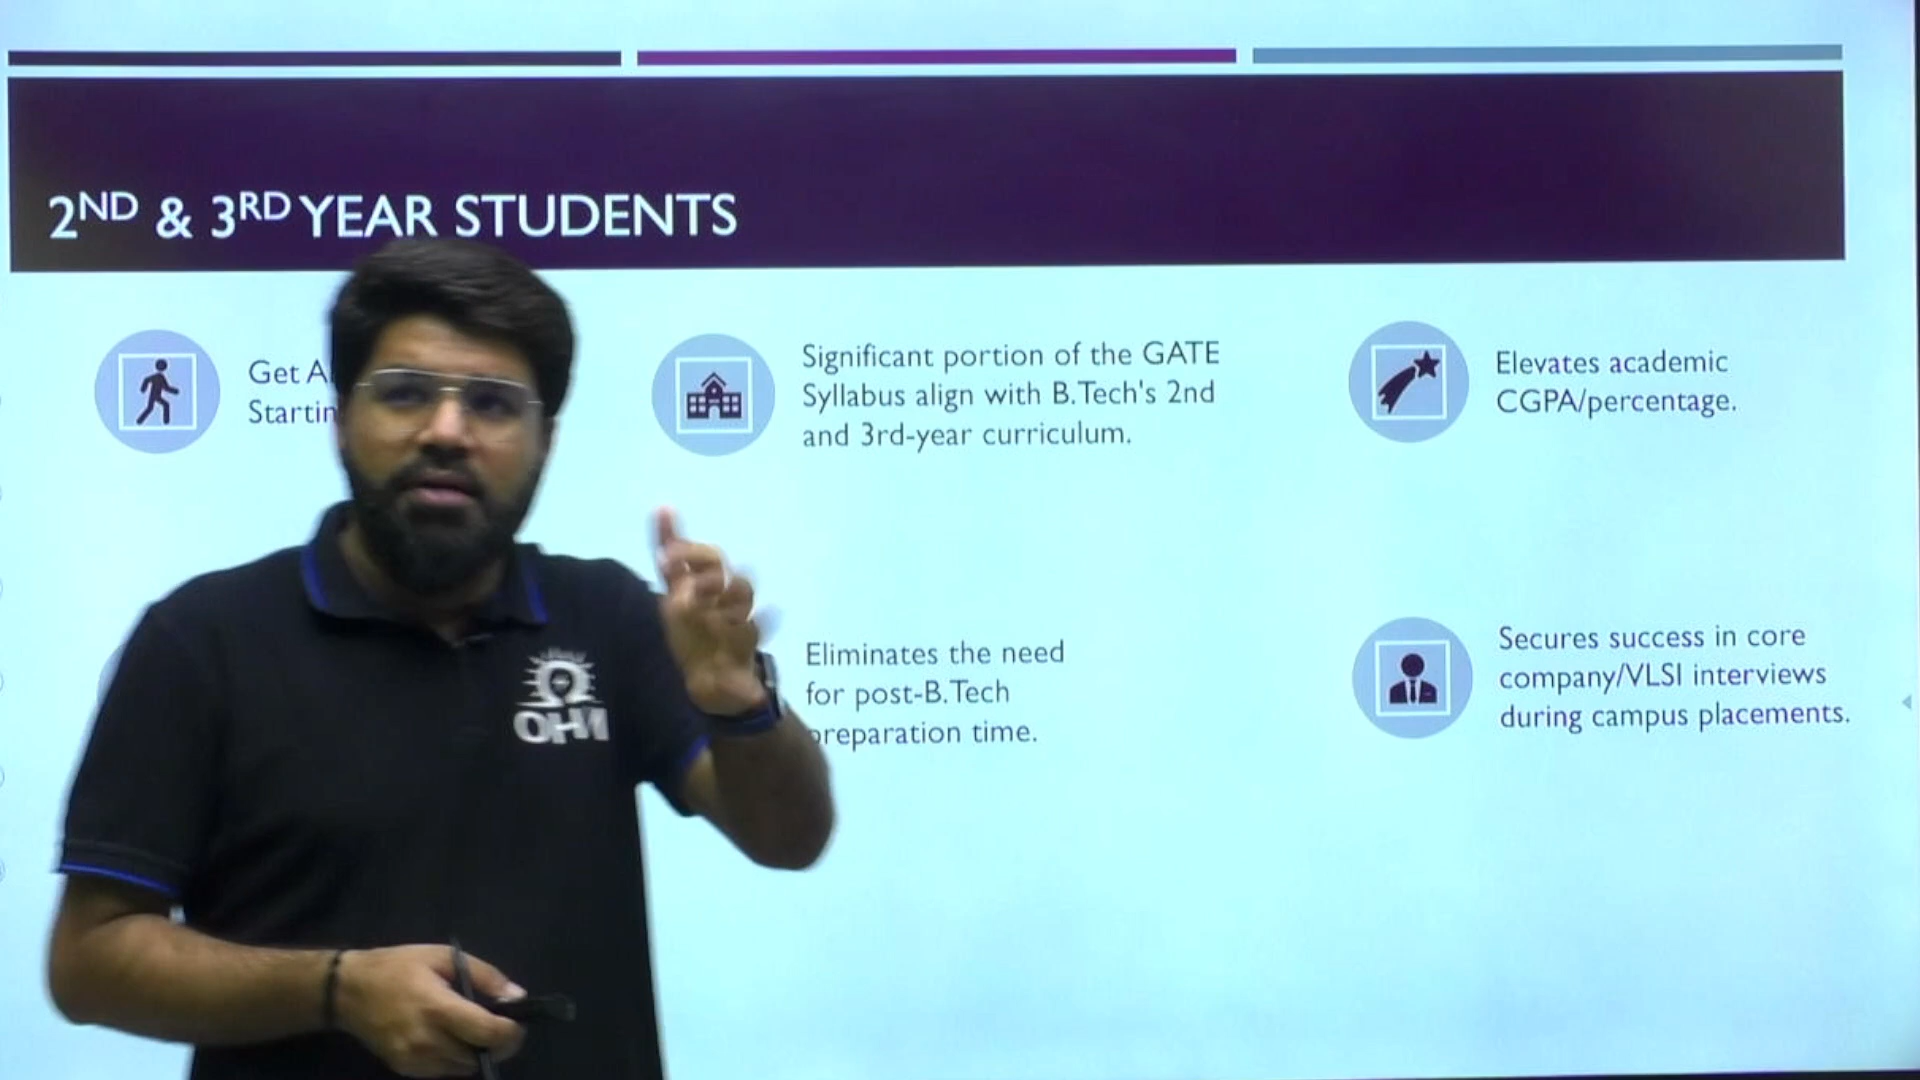 2ND & 3RD YEAR STUDENTS
Get
Significant portion of the GATE
Syllabus align with B.Tech's 2nd
and 3rd-year curriculum.
Elevates academic
CGPA/percentage.
Eliminates the need
for post-B.Tech
preparation time.
Secures success in core
company/VLSI interviews
during campus placements.
OHM